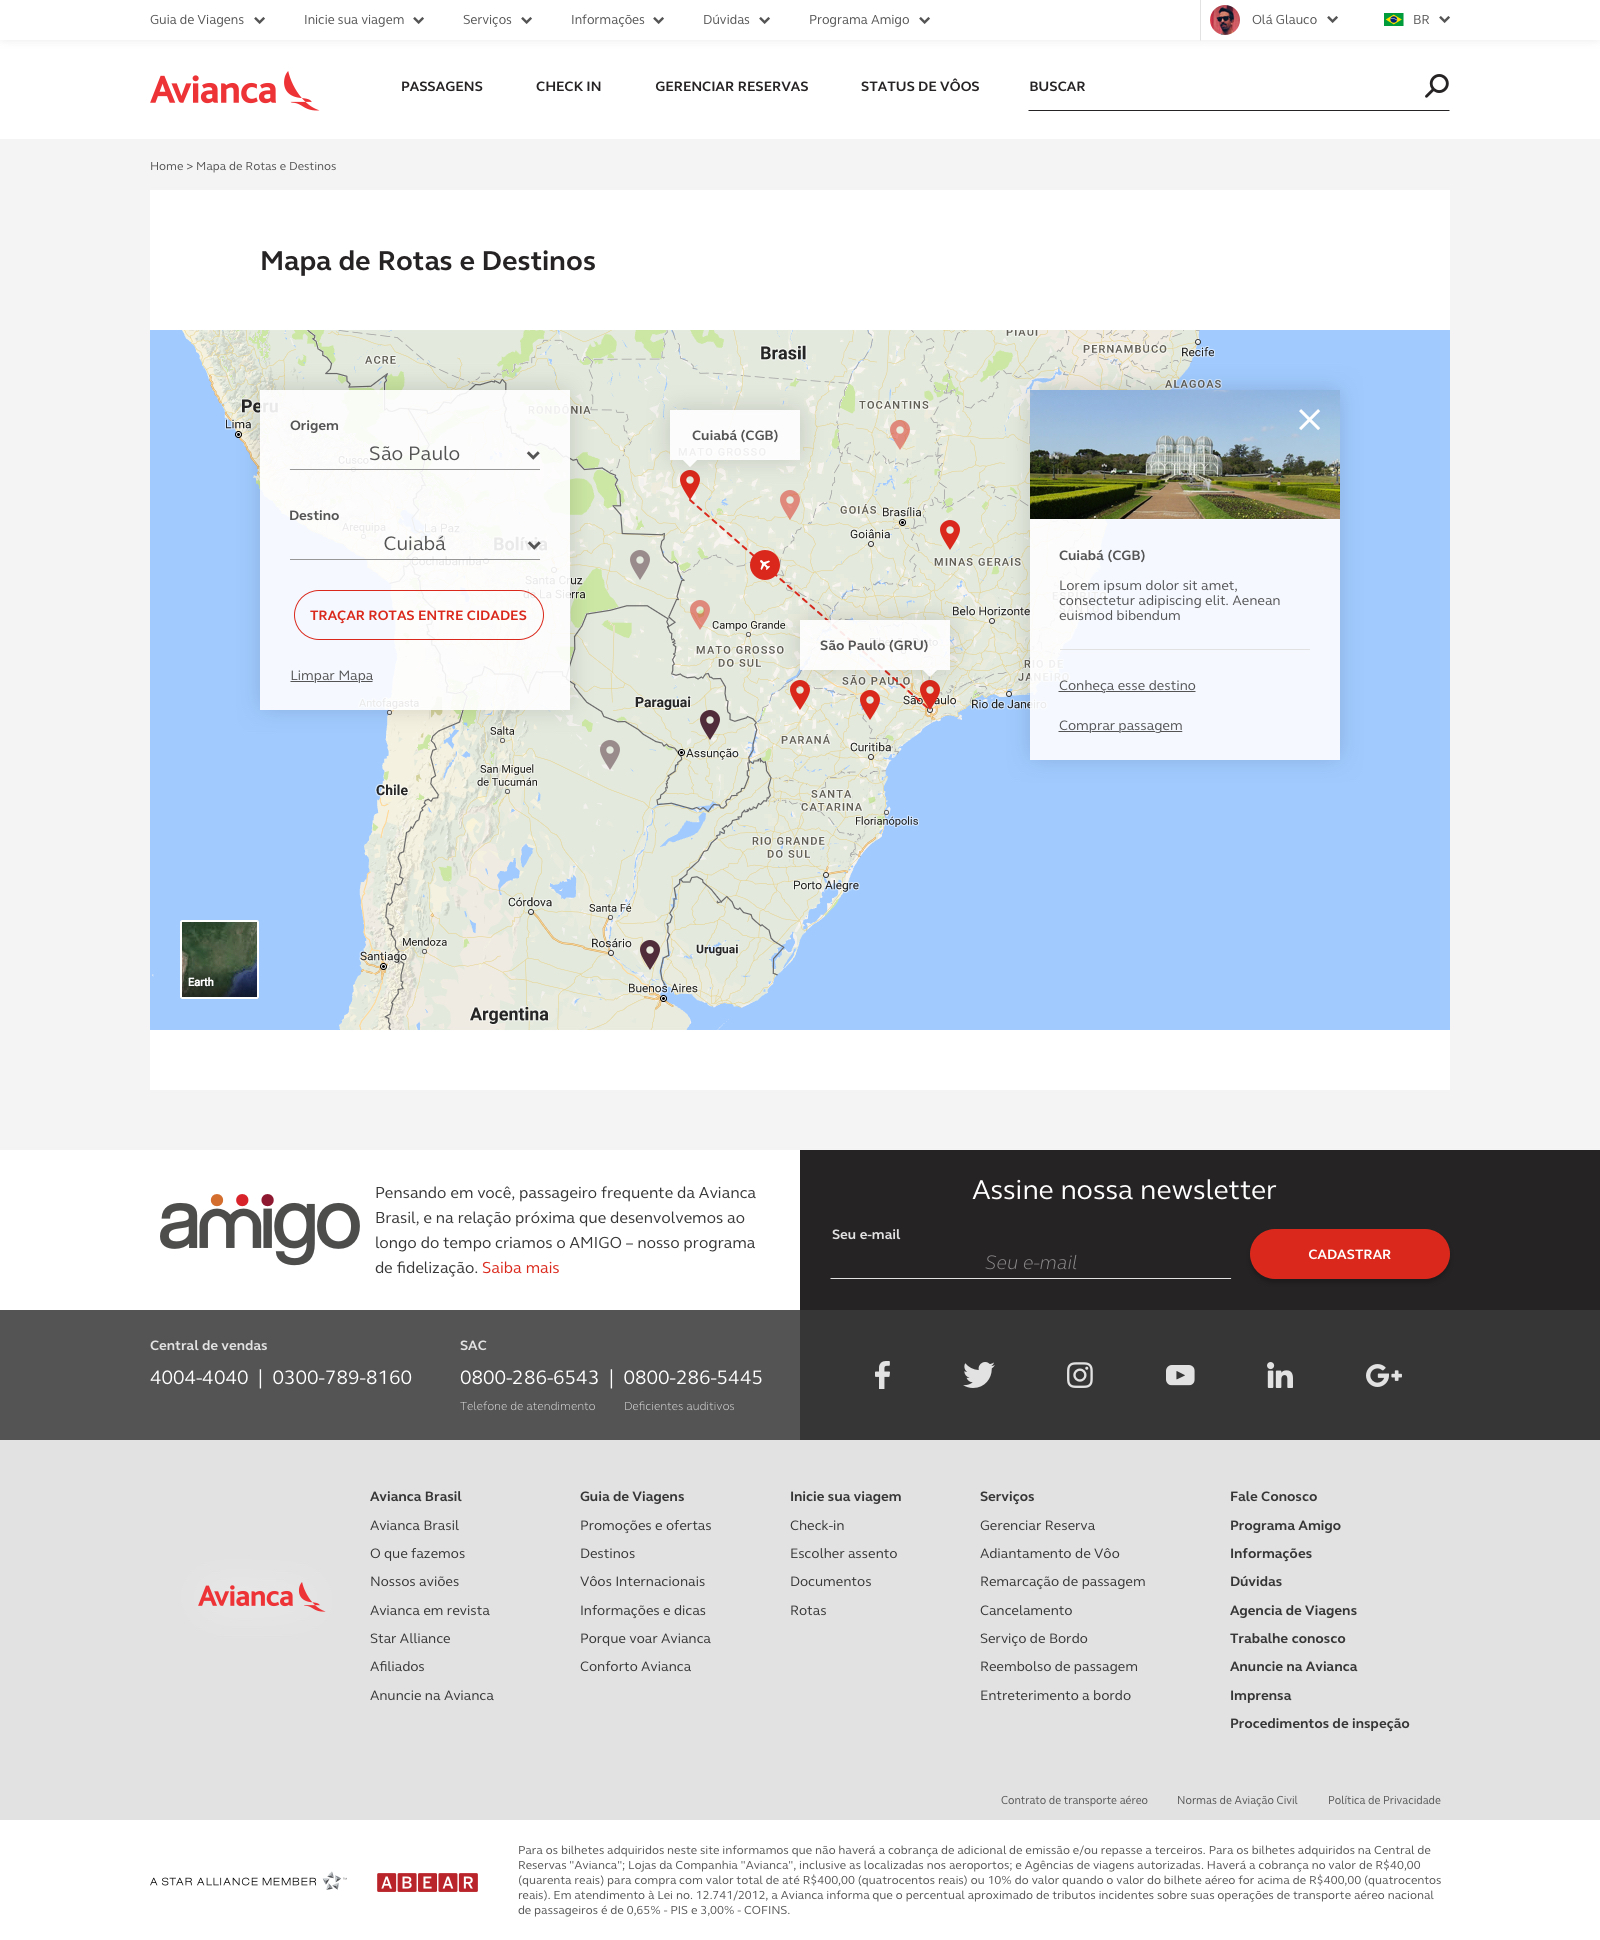 Guia de Viagens
Inicie sua viagem
Serviços
Informações
Dúvidas
Programa Amigo
Olá Glauco
BR
Avianca
PASSAGENS
CHECK IN
GERENCIAR RESERVAS
STATUS DE VÔOS
BUSCAR
Home > Mapa de Rotas e Destinos
Mapa de Rotas e Destinos
PIAUÍ
ACRE
Brasil
PERNAMBUCO
Recife
ALAGOAS
Peru
Lima
RONDÔNIA
TOCANTINS
Origem
São Paulo
Cusco
Destino
Cuiabá
Arequipa
La Paz
Bolívia
Cochabamba
Santa Cruz
de La Sierra
TRAÇAR ROTAS ENTRE CIDADES
Limpar Mapa
Antofagasta
Cuiabá (CGB)
MATO GROSSO
GOIÁS
Brasília
Goiânia
MINAS GERAIS
Belo Horizonte
Campo Grande
MATO GROSSO
DO SUL
São Paulo (GRU)
SÃO PAULO
São Paulo
RIO DE
JANEIRO
Rio de Janeiro
Paraguai
Assunção
PARANÁ
Curitiba
Salta
San Miguel
de Tucumán
Chile
SANTA
CATARINA
Florianópolis
RIO GRANDE
DO SUL
Porto Alegre
Córdova
Santa Fé
Mendoza
Rosário
Santiago
Uruguai
Buenos Aires
Argentina
Earth
Cuiabá (CGB)
Lorem ipsum dolor sit amet,
consectetur adipiscing elit. Aenean
euismod bibendum
Conheça esse destino
Comprar passagem
amigo
Pensando em você, passageiro frequente da Avianca
Brasil, e na relação próxima que desenvolvemos ao
longo do tempo criamos o AMIGO – nosso programa
de fidelização. Saiba mais
Assine nossa newsletter
Seu e-mail
Seu e-mail
CADASTRAR
Central de vendas
4004-4040 | 0300-789-8160
SAC
0800-286-6543 | 0800-286-5445
Telefone de atendimento
Deficientes auditivos
Avianca
Avianca Brasil
Avianca Brasil
O que fazemos
Nossos aviões
Avianca em revista
Star Alliance
Afiliados
Anuncie na Avianca
Guia de Viagens
Promoções e ofertas
Destinos
Vôos Internacionais
Informações e dicas
Porque voar Avianca
Conforto Avianca
Inicie sua viagem
Check-in
Escolher assento
Documentos
Rotas
Serviços
Gerenciar Reserva
Adiantamento de Vôo
Remarcação de passagem
Cancelamento
Serviço de Bordo
Reembolso de passagem
Entreterimento a bordo
Fale Conosco
Programa Amigo
Informações
Dúvidas
Agencia de Viagens
Trabalhe conosco
Anuncie na Avianca
Imprensa
Procedimentos de inspeção
Contrato de transporte aéreo
Normas de Aviação Civil
Política de Privacidade
A STAR ALLIANCE MEMBER
ABEAR
Para os bilhetes adquiridos neste site informamos que não haverá a cobrança de adicional de emissão e/ou repasse a terceiros. Para os bilhetes adquiridos na Central de
Reservas "Avianca"; Lojas da Companhia "Avianca", inclusive as localizadas nos aeroportos; e Agências de viagens autorizadas. Haverá a cobrança no valor de R$40,00
(quarenta reais) para compra com valor total de até R$400,00 (quatrocentos reais) ou 10% do valor quando o valor do bilhete aéreo for acima de R$400,00 (quatrocentos
reais). Em atendimento à Lei no. 12.741/2012, a Avianca informa que o percentual aproximado de tributos incidentes sobre suas operações de transporte aéreo nacional
de passageiros é de 0,65% - PIS e 3,00% - COFINS.